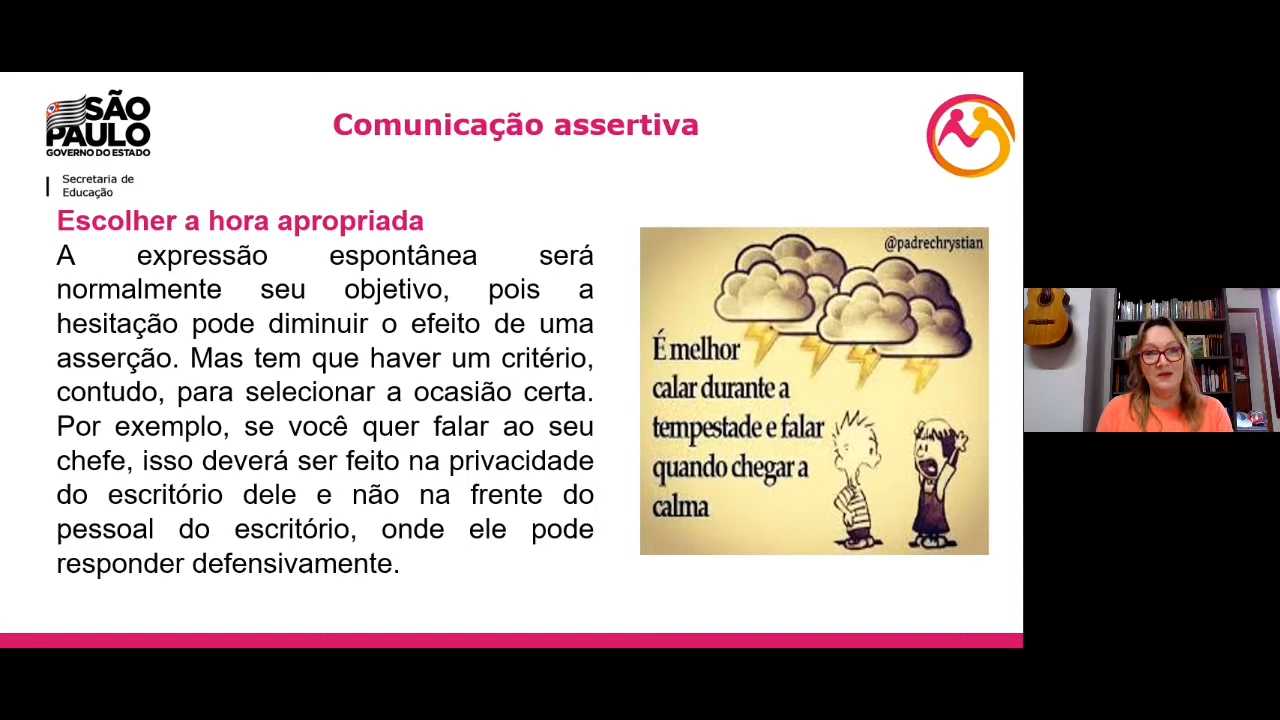 SÃO
PAULO
GOVERNO DO ESTADO
Secretaria de
Educação
Comunicação assertiva
Escolher a hora apropriada
A expressão espontânea será
normalmente seu objetivo, pois a
hesitação pode diminuir o efeito de uma
asserção. Mas tem que haver um critério,
contudo, para selecionar a ocasião certa.
Por exemplo, se você quer falar ao seu
chefe, isso deverá ser feito na privacidade
do escritório dele e não na frente do
pessoal do escritório, onde ele pode
responder defensivamente.
@padrechrystian
É melhor
calar durante a
tempestade e falar
quando chegar a
calma